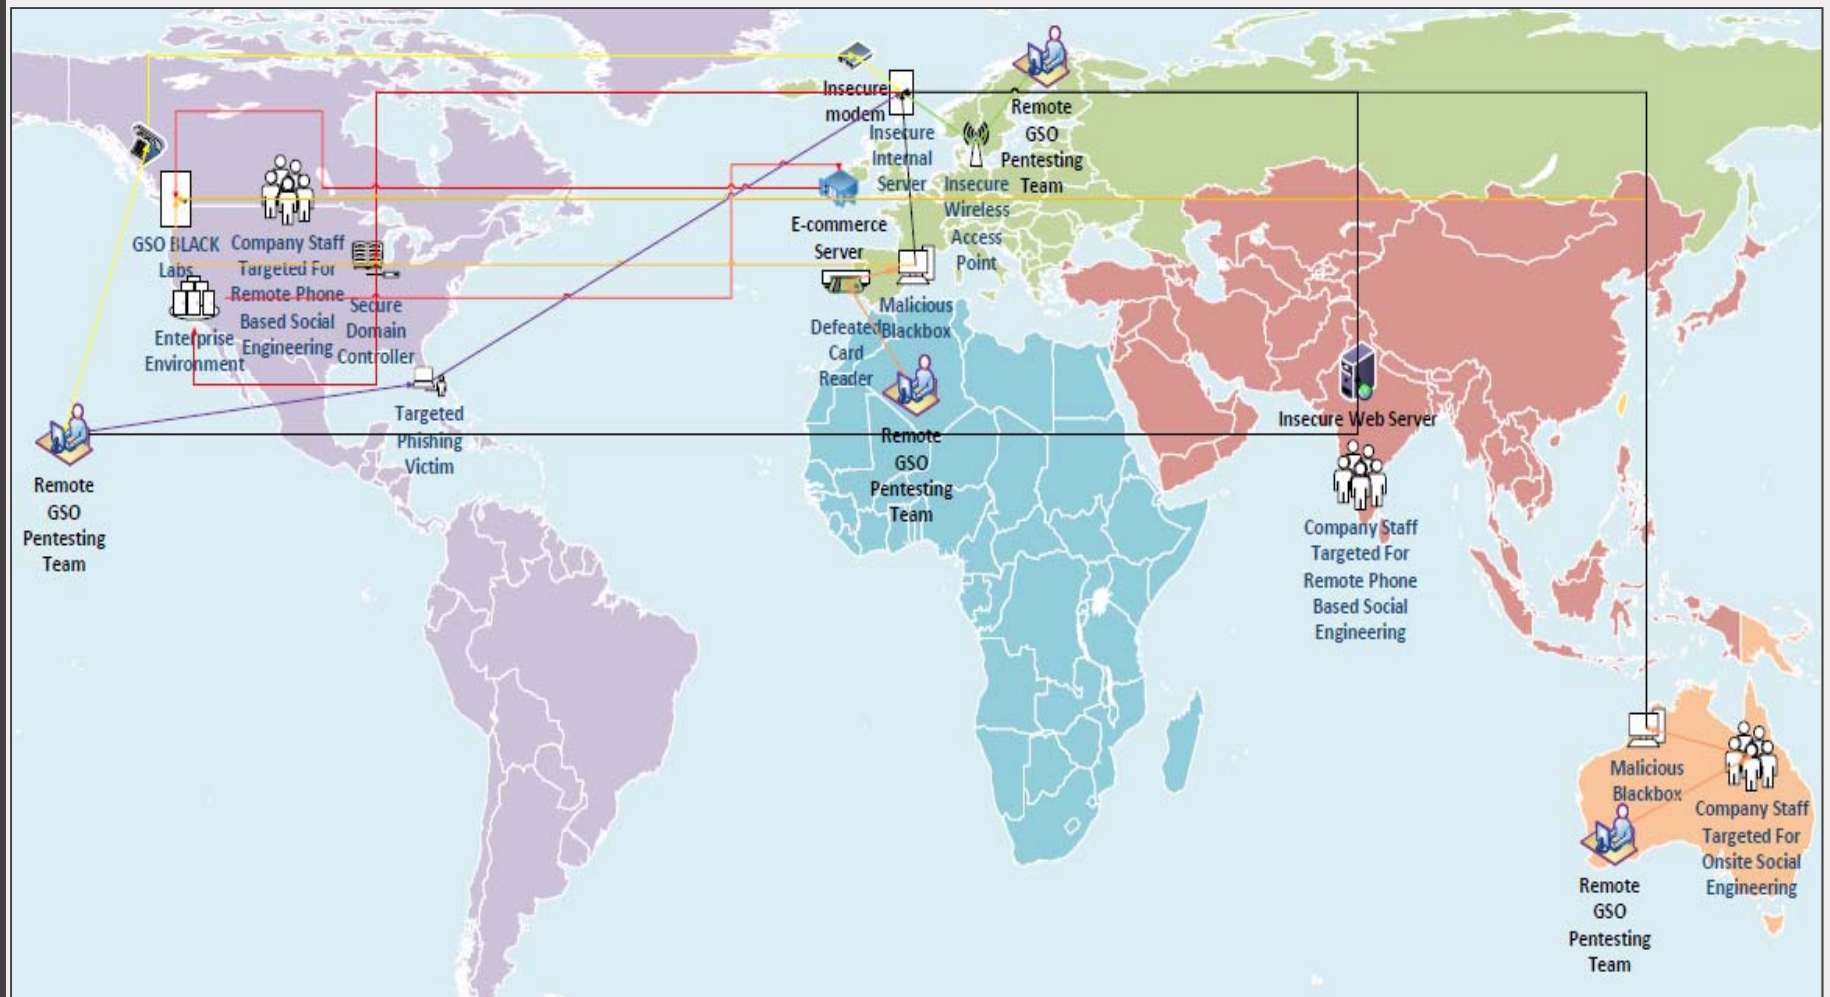 Insecure
modem
Insecure
Internal
Server
Remote
GSO
Pentesting
Team
Insecure
Wireless
Access
Point
E-commerce
Server
GSO BLACK
Labs
Company Staff
Targeted For
Remote Phone
Based Social
Engineering
Secure
Domain
Controller
Enterprise
Environment
Malicious
Blackbox
Defeated
Card
Reader
Targeted
Phishing
Victim
Remote
GSO
Pentesting
Team
Remote
GSO
Pentesting
Team
Insecure Web Server
Company Staff
Targeted For
Remote Phone
Based Social
Engineering
Malicious
Blackbox
Company Staff
Targeted For
Onsite Social
Engineering
Remote
GSO
Pentesting
Team